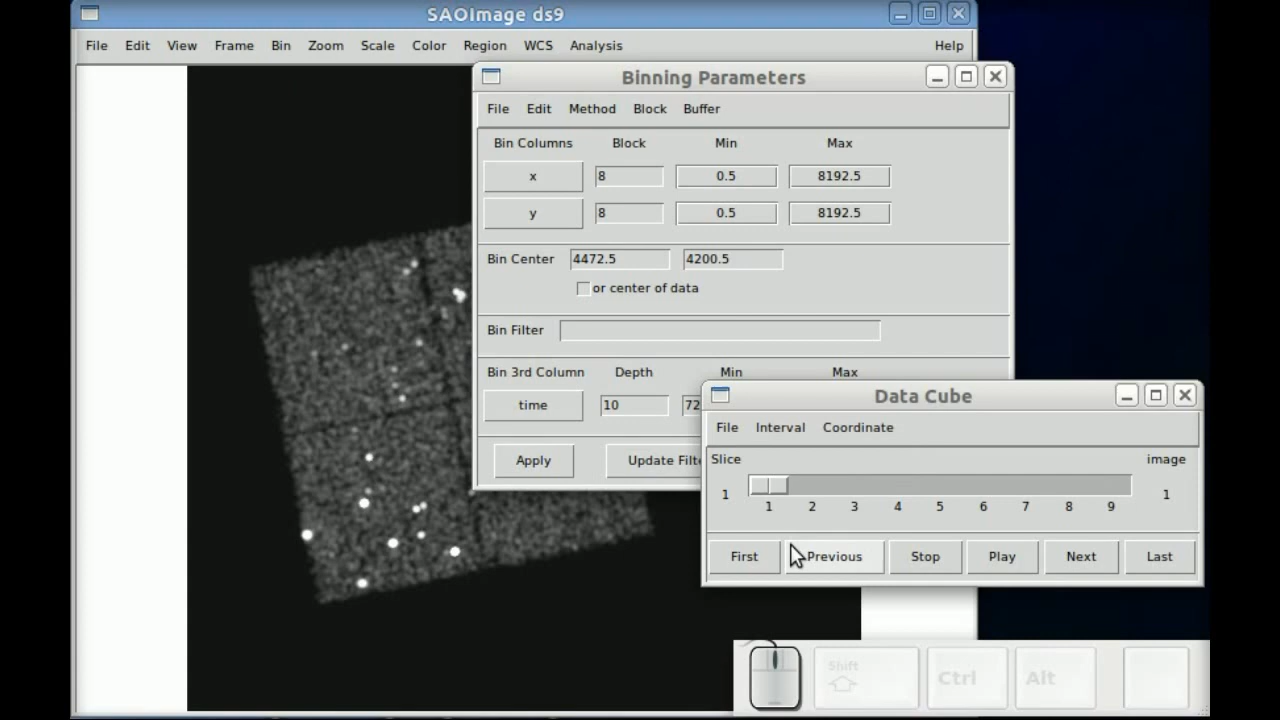 SAOImage ds9
File Edit View Frame Bin Zoom Scale Color Region WCS Analysis Help
Binning Parameters
File Edit Method Block Buffer
Bin Columns Block Min Max
x 8 0.5 8192.5
y 8 0.5 8192.5
Bin Center 4472.5 4200.5
or center of data
Bin Filter
Bin 3rd Column Depth Min Max
time 10 72
Apply Update Filte
Data Cube
File Interval Coordinate
Slice image
1 1
1 2 3 4 5 6 7 8 9
First Previous Stop Play Next Last
Shift Ctrl Alt